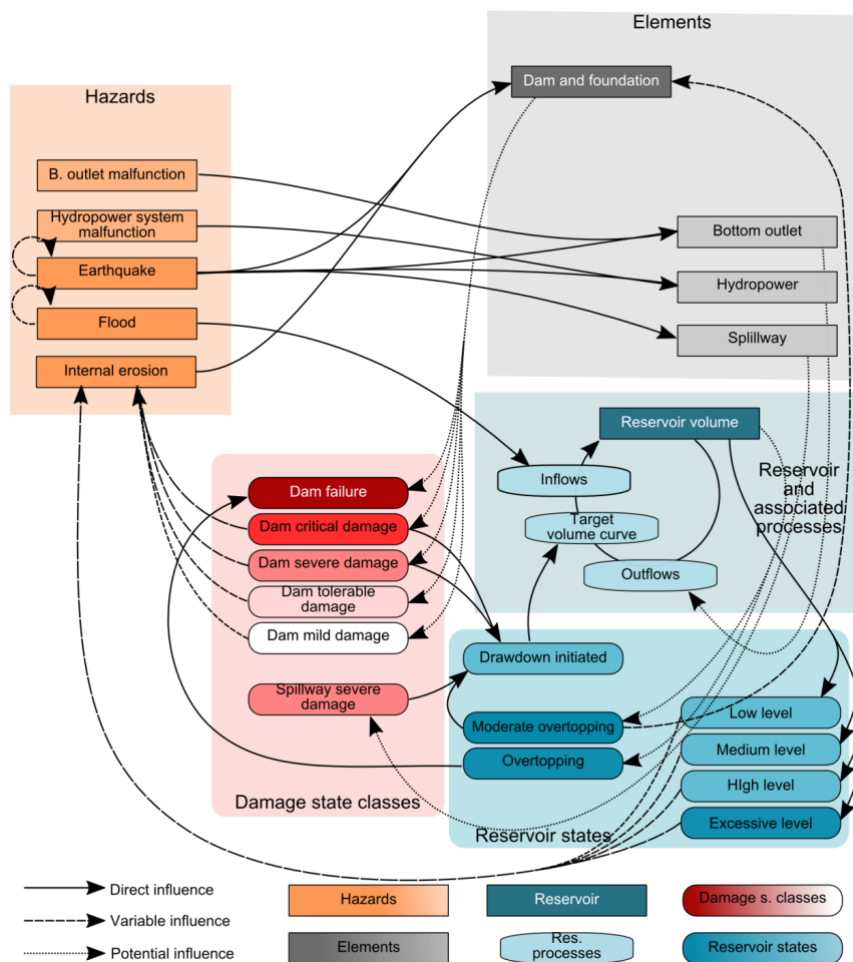 Elements
Dam and foundation
Hazards
B. outlet malfunction
Hydropower system
malfunction
Earthquake
Flood
Internal erosion
Bottom outlet
Hydropower
Splillway
Reservoir volume
Reservoir
and
associated
processes
Inflows
Target
volume curve
Outflows
Dam failure
Dam critical damage
Dam severe damage
Dam tolerable
damage
Dam mild damage
Spillway severe
damage
Damage state classes
Drawdown initiated
Moderate overtopping
Overtopping
Low level
Medium level
HIgh level
Excessive level
Reservoir states
Direct influence
Variable influence
Potential influence
Hazards
Elements
Reservoir
Res.
processes
Damage s. classes
Reservoir states